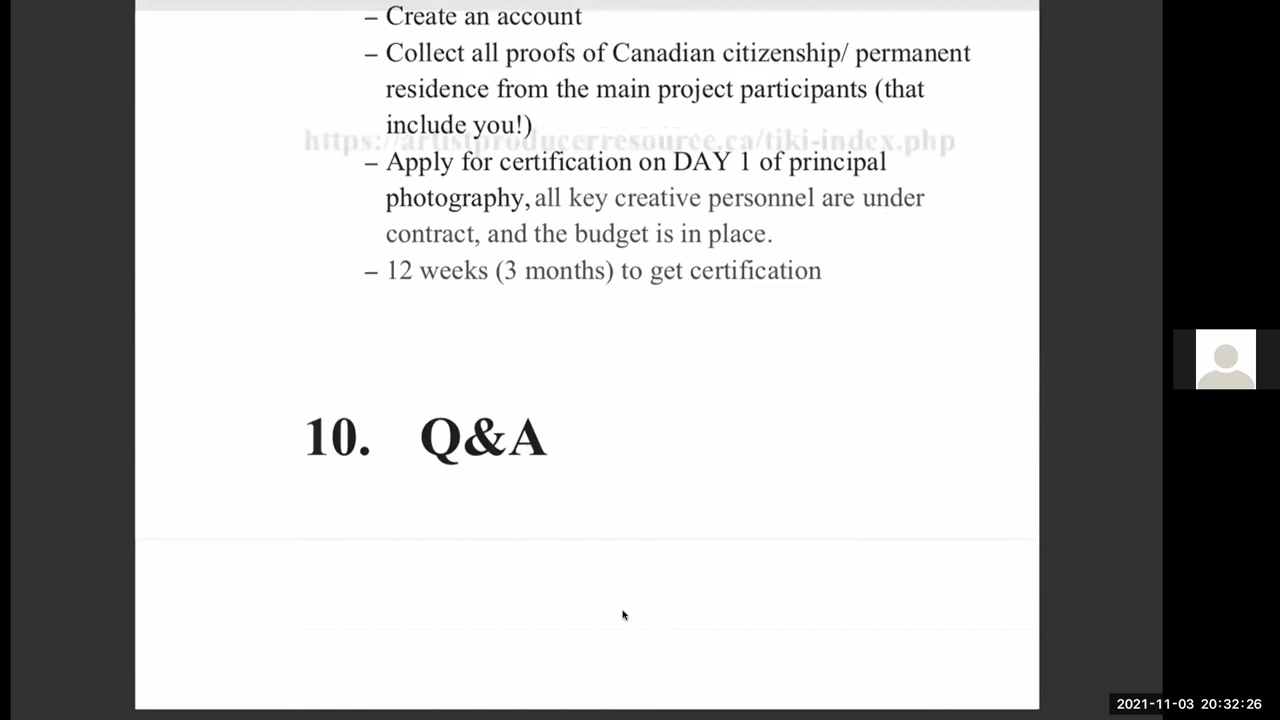 – Create an account
– Collect all proofs of Canadian citizenship/ permanent
residence from the main project participants (that
include you!)
https://artistproducerresource.ca/tiki-index.php
– Apply for certification on DAY 1 of principal
photography, all key creative personnel are under
contract, and the budget is in place.
– 12 weeks (3 months) to get certification
10. Q&A
2021-11-03 20:32:26